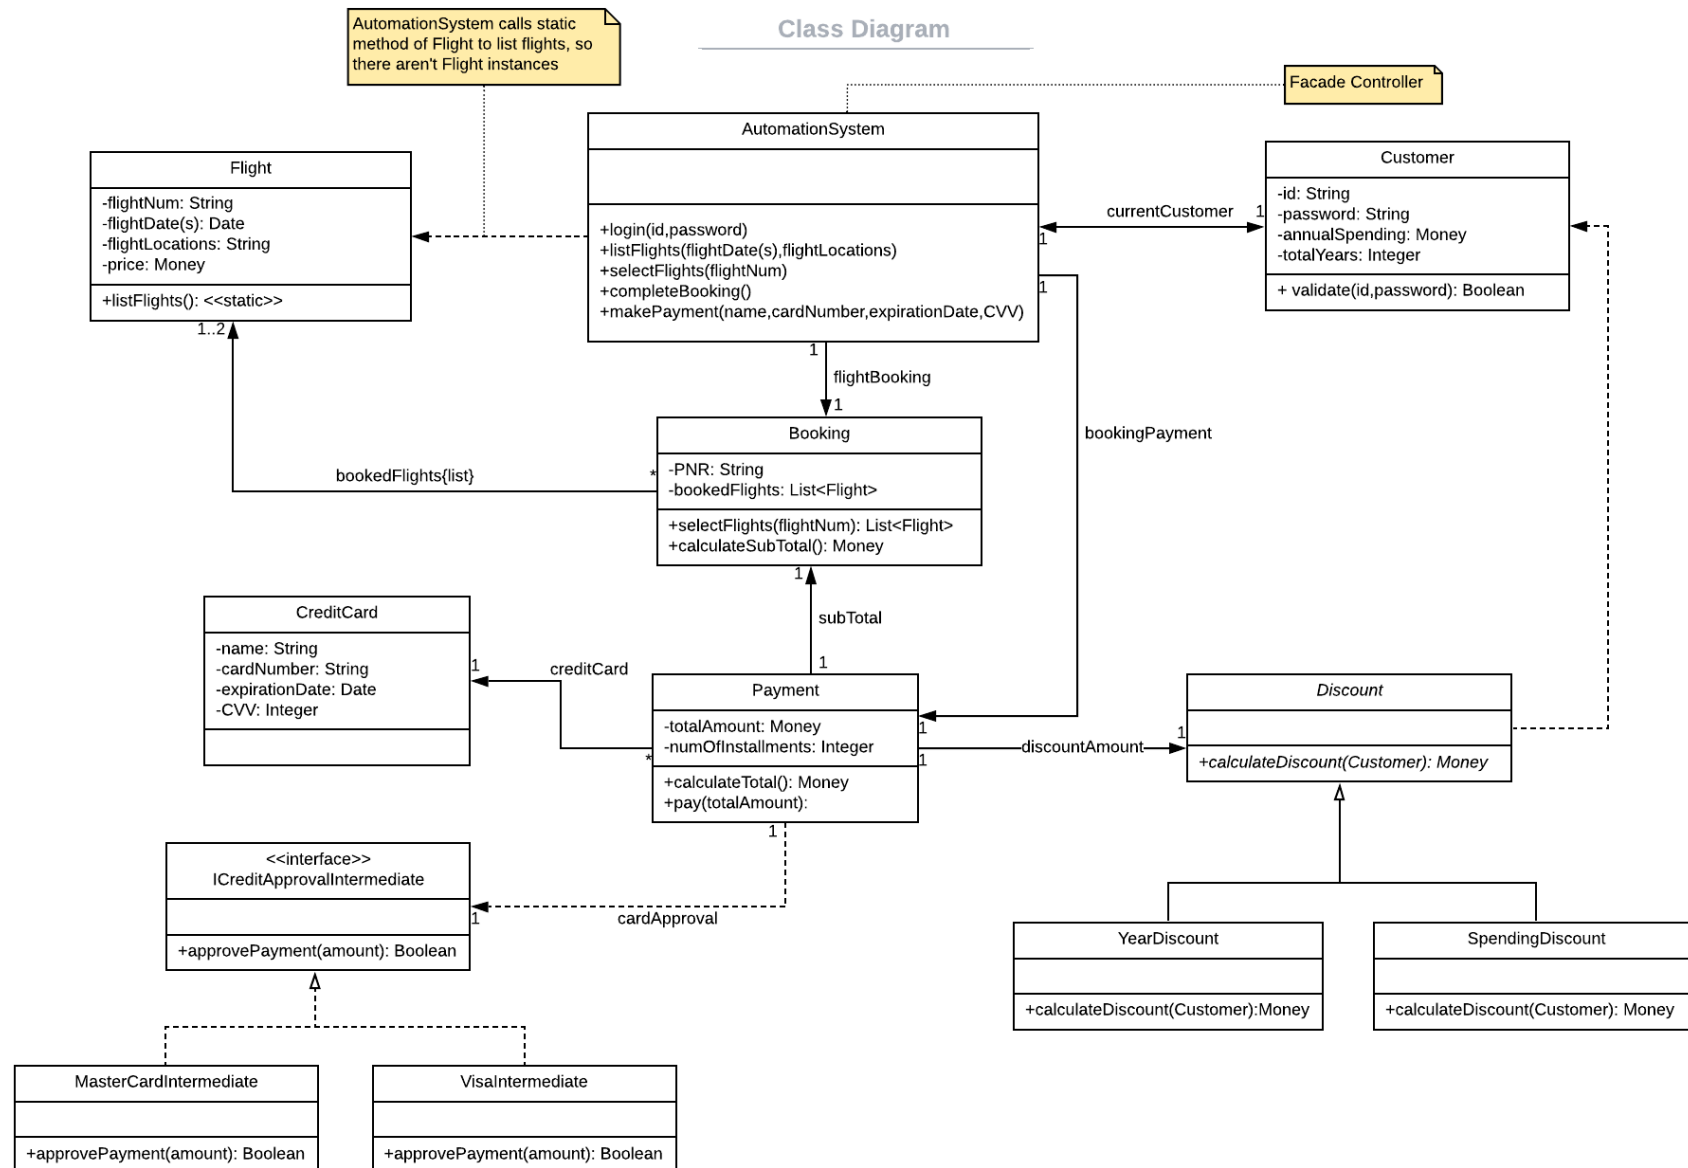 AutomationSystem calls static
method of Flight to list flights, so
there aren't Flight instances
Class Diagram
Facade Controller
AutomationSystem
+login(id,password)
+listFlights(flightDate(s),flightLocations)
+selectFlights(flightNum)
+completeBooking()
+makePayment(name,cardNumber,expirationDate,CVV)
Flight
-flightNum: String
-flightDate(s): Date
-flightLocations: String
-price: Money
+listFlights(): <<static>>
Customer
-id: String
-password: String
-annualSpending: Money
-totalYears: Integer
+ validate(id,password): Boolean
currentCustomer
1
1
1
1..2
1
flightBooking
1
bookingPayment
Booking
-PNR: String
-bookedFlights: List<Flight>
+selectFlights(flightNum): List<Flight>
+calculateSubTotal(): Money
bookedFlights{list}
*
1
subTotal
1
CreditCard
-name: String
-cardNumber: String
-expirationDate: Date
-CVV: Integer
1
creditCard
*
Payment
-totalAmount: Money
-numOfInstallments: Integer
+calculateTotal(): Money
+pay(totalAmount):
1
1
discountAmount
1
Discount
+calculateDiscount(Customer): Money
1
cardApproval
1
<<interface>>
ICreditApprovalIntermediate
+approvePayment(amount): Boolean
YearDiscount
+calculateDiscount(Customer):Money
SpendingDiscount
+calculateDiscount(Customer): Money
MasterCardIntermediate
+approvePayment(amount): Boolean
VisaIntermediate
+approvePayment(amount): Boolean